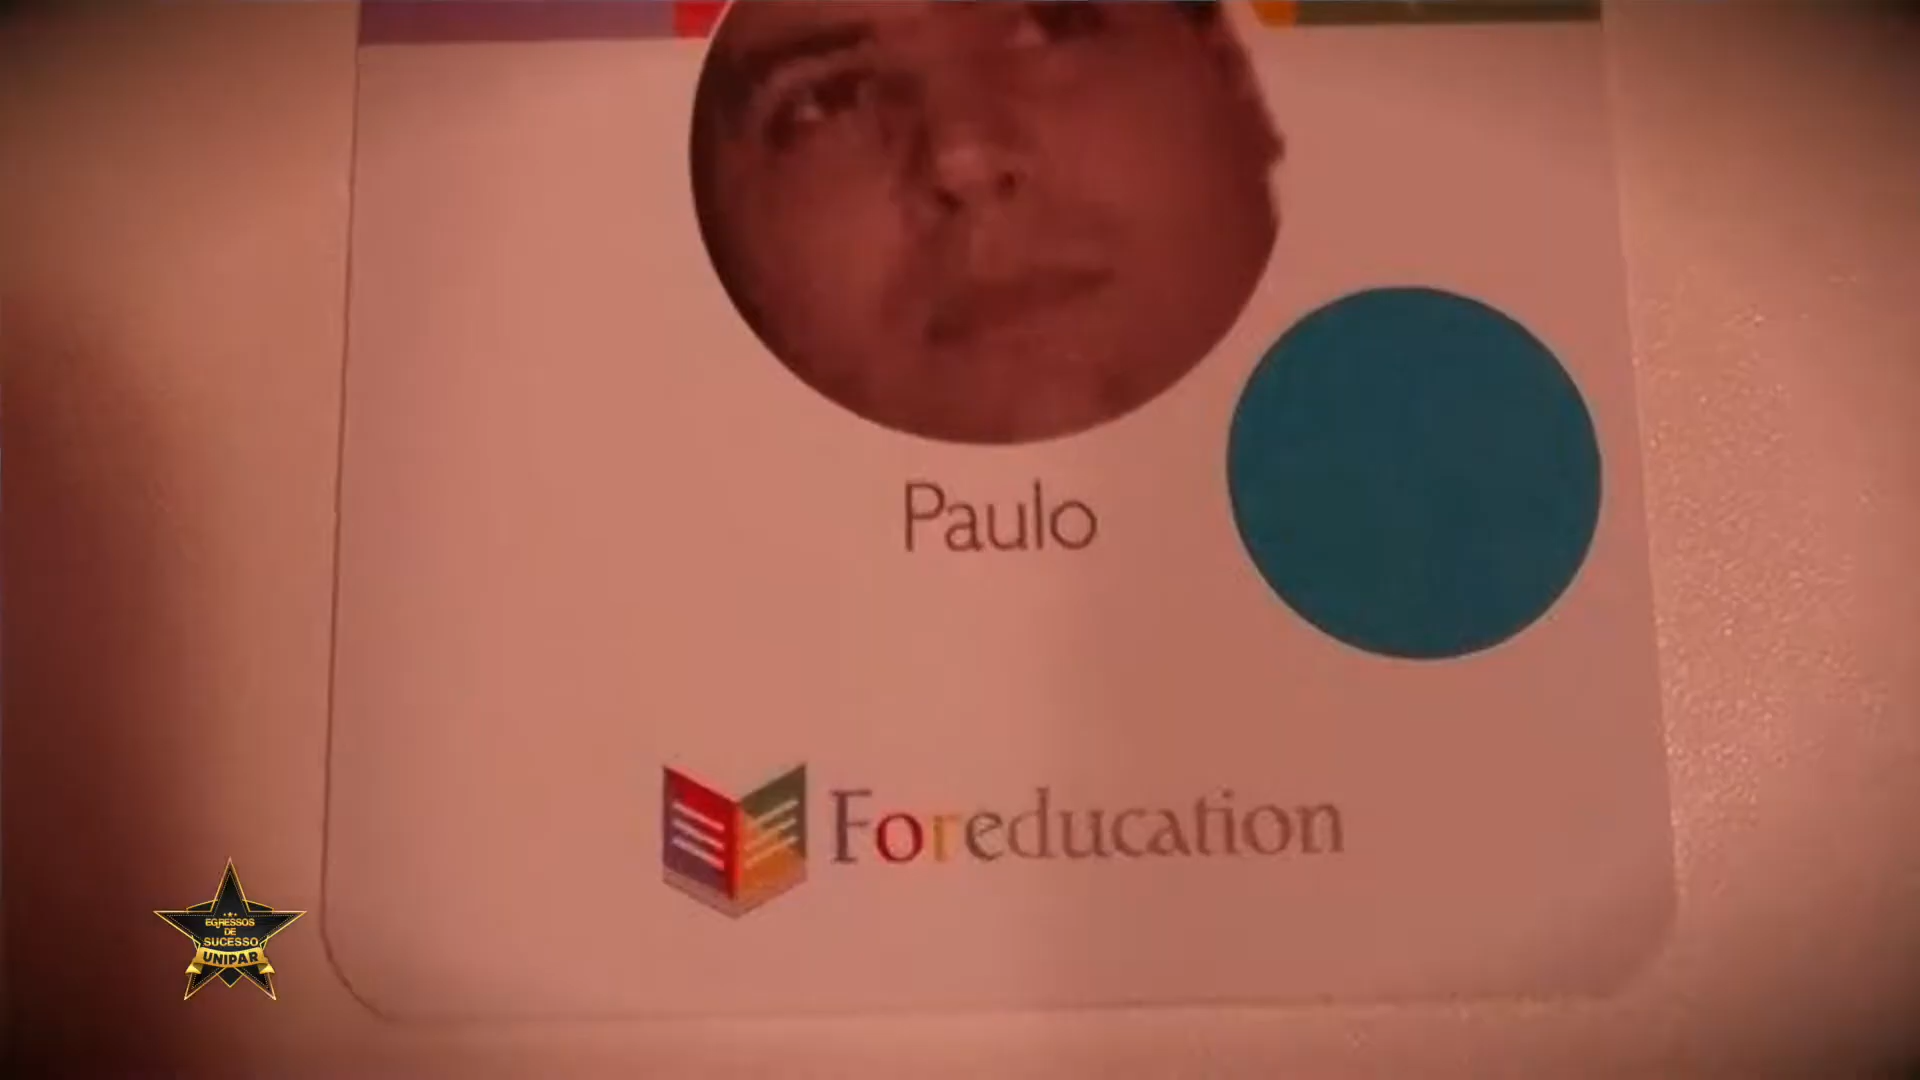 Paulo
Foreducation
EGRESSOS
DE
SUCESSO
UNIPAR